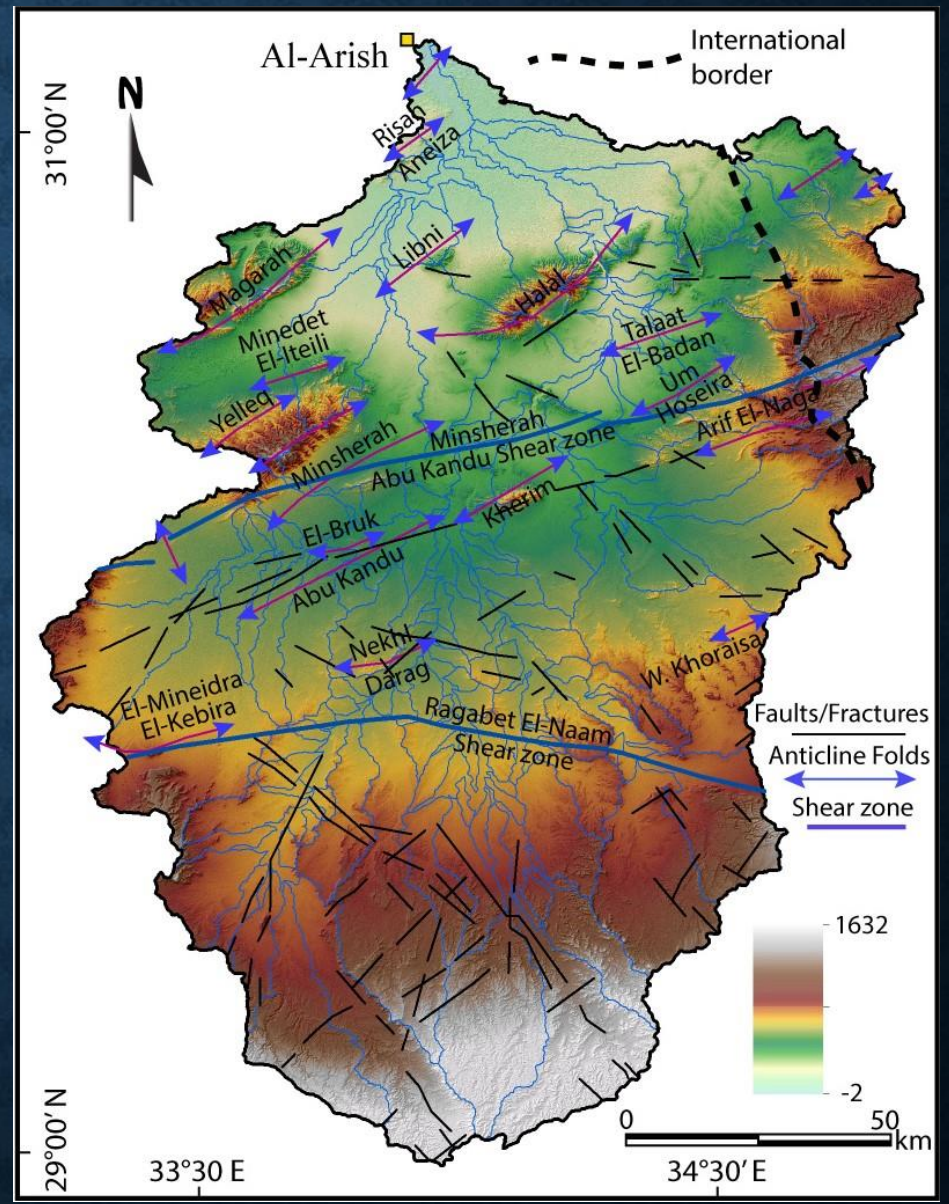 Al-Arish
International
border
N
31°00' N
Risan
Aneiza
Libni
Magarah
Halal
Minedet
El-Iteili
Talaat
El-Badan
Um
Hoseira
Yelleq
Arif El-Naga
Minsherah
Minsherah
Abu Kandu Shear zone
Kherim
El-Bruk
Abu Kandu
Nekhl
Darag
W. Khoraisa
El-Mineidra
El-Kebira
Ragabet El-Naam
Shear zone
Faults/Fractures
Anticline Folds
Shear zone
1632
-2
0 50
km
29°00' N
33°30 E
34°30' E